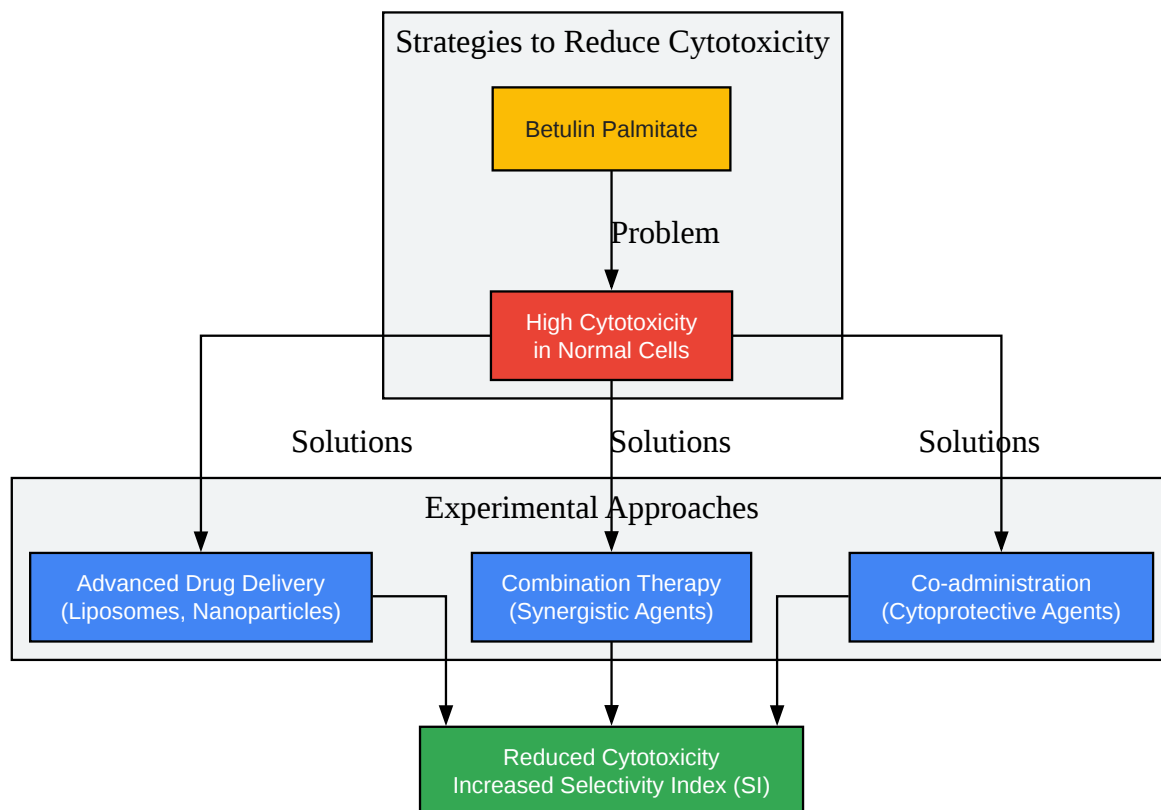 Strategies to Reduce Cytotoxicity
Betulin Palmitate
Problem
High Cytotoxicity
in Normal Cells
Solutions
Solutions
Solutions
Experimental Approaches
Advanced Drug Delivery
(Liposomes, Nanoparticles)
Combination Therapy
(Synergistic Agents)
Co-administration
(Cytoprotective Agents)
Reduced Cytotoxicity
Increased Selectivity Index (SI)